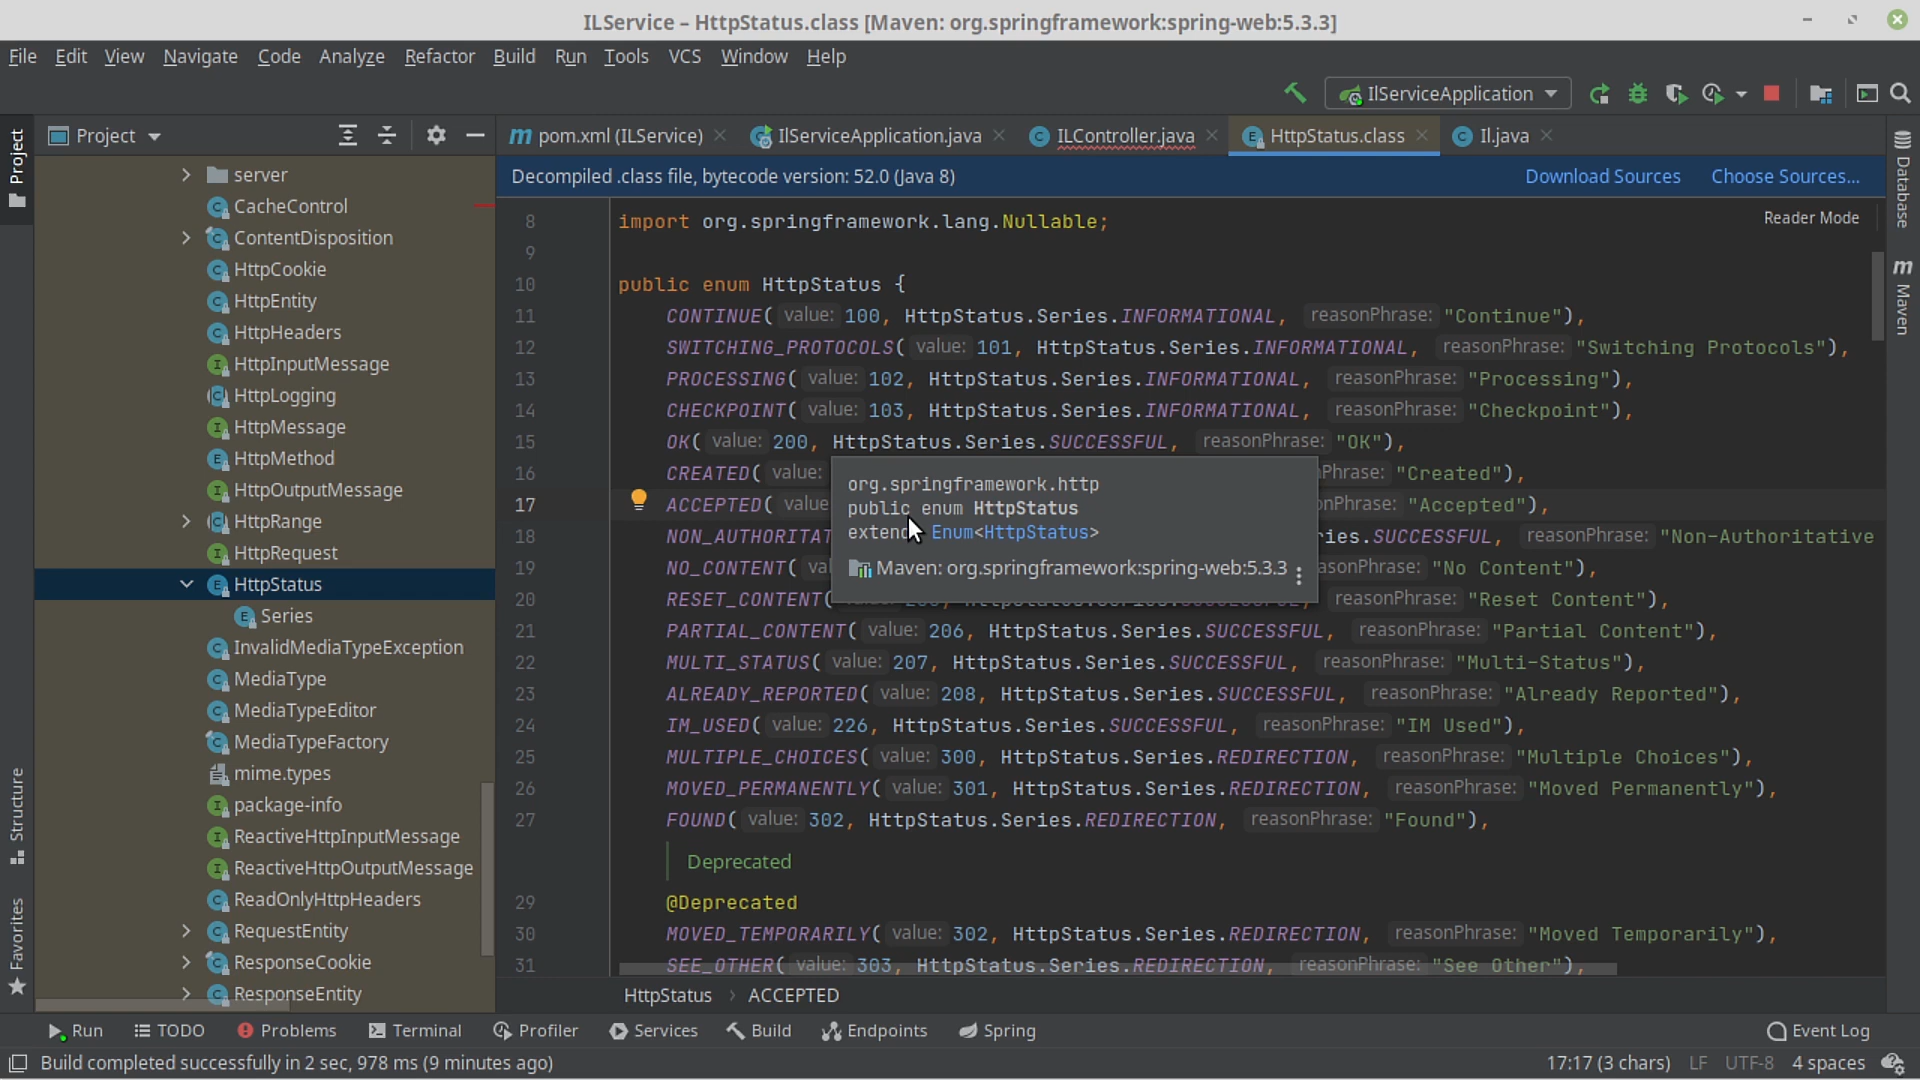 ILService – HttpStatus.class [Maven: org.springframework:spring-web:5.3.3]
File Edit View Navigate Code Analyze Refactor Build Run Tools VCS Window Help
IlServiceApplication
Project
pom.xml (ILService) IlServiceApplication.java ILController.java HttpStatus.class Il.java
Decompiled .class file, bytecode version: 52.0 (Java 8) Download Sources Choose Sources...
Reader Mode
Project
Structure
Favorites
Database
Maven
server
CacheControl
ContentDisposition
HttpCookie
HttpEntity
HttpHeaders
HttpInputMessage
HttpLogging
HttpMessage
HttpMethod
HttpOutputMessage
HttpRange
HttpRequest
HttpStatus
Series
InvalidMediaTypeException
MediaType
MediaTypeEditor
MediaTypeFactory
mime.types
package-info
ReactiveHttpInputMessage
ReactiveHttpOutputMessage
ReadOnlyHttpHeaders
RequestEntity
ResponseCookie
ResponseEntity
8 import org.springframework.lang.Nullable;
9
10 public enum HttpStatus {
11 CONTINUE( value: 100, HttpStatus.Series.INFORMATIONAL, reasonPhrase: "Continue"),
12 SWITCHING_PROTOCOLS( value: 101, HttpStatus.Series.INFORMATIONAL, reasonPhrase: "Switching Protocols"),
13 PROCESSING( value: 102, HttpStatus.Series.INFORMATIONAL, reasonPhrase: "Processing"),
14 CHECKPOINT( value: 103, HttpStatus.Series.INFORMATIONAL, reasonPhrase: "Checkpoint"),
15 OK( value: 200, HttpStatus.Series.SUCCESSFUL, reasonPhrase: "OK"),
16 CREATED( value: nPhrase: "Created"),
17 ACCEPTED( value onPhrase: "Accepted"),
18 NON_AUTHORITAT ries.SUCCESSFUL, reasonPhrase: "Non-Authoritative
19 NO_CONTENT( val asonPhrase: "No Content"),
20 RESET_CONTENT( reasonPhrase: "Reset Content"),
21 PARTIAL_CONTENT( value: 206, HttpStatus.Series.SUCCESSFUL, reasonPhrase: "Partial Content"),
22 MULTI_STATUS( value: 207, HttpStatus.Series.SUCCESSFUL, reasonPhrase: "Multi-Status"),
23 ALREADY_REPORTED( value: 208, HttpStatus.Series.SUCCESSFUL, reasonPhrase: "Already Reported"),
24 IM_USED( value: 226, HttpStatus.Series.SUCCESSFUL, reasonPhrase: "IM Used"),
25 MULTIPLE_CHOICES( value: 300, HttpStatus.Series.REDIRECTION, reasonPhrase: "Multiple Choices"),
26 MOVED_PERMANENTLY( value: 301, HttpStatus.Series.REDIRECTION, reasonPhrase: "Moved Permanently"),
27 FOUND( value: 302, HttpStatus.Series.REDIRECTION, reasonPhrase: "Found"),
Deprecated
29 @Deprecated
30 MOVED_TEMPORARILY( value: 302, HttpStatus.Series.REDIRECTION, reasonPhrase: "Moved Temporarily"),
31 SEE_OTHER( value: 303, HttpStatus.Series.REDIRECTION, reasonPhrase: "See Other"),
org.springframework.http
public enum HttpStatus
extend Enum<HttpStatus>
Maven: org.springframework:spring-web:5.3.3
HttpStatus ACCEPTED
Run TODO Problems Terminal Profiler Services Build Endpoints Spring Event Log
Build completed successfully in 2 sec, 978 ms (9 minutes ago) 17:17 (3 chars) LF UTF-8 4 spaces